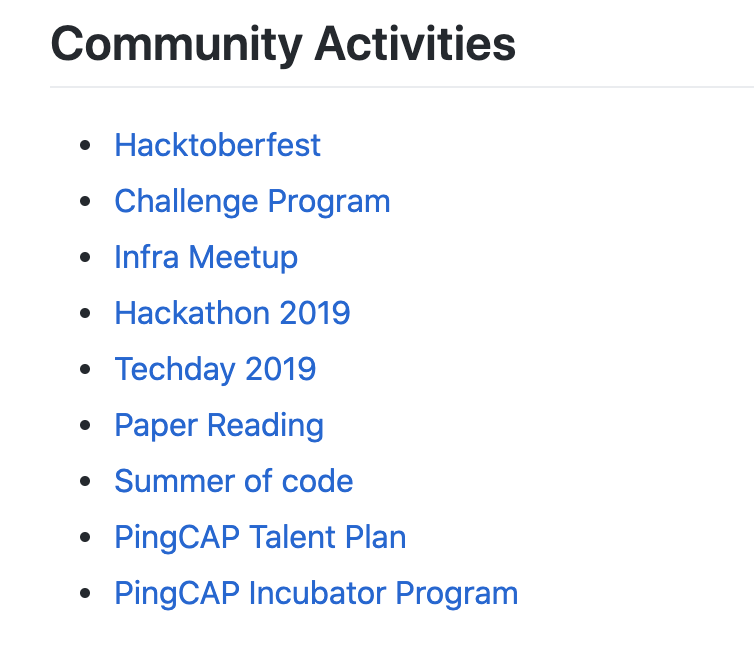 Community Activities
Hacktoberfest
Challenge Program
Infra Meetup
Hackathon 2019
Techday 2019
Paper Reading
Summer of code
PingCAP Talent Plan
PingCAP Incubator Program